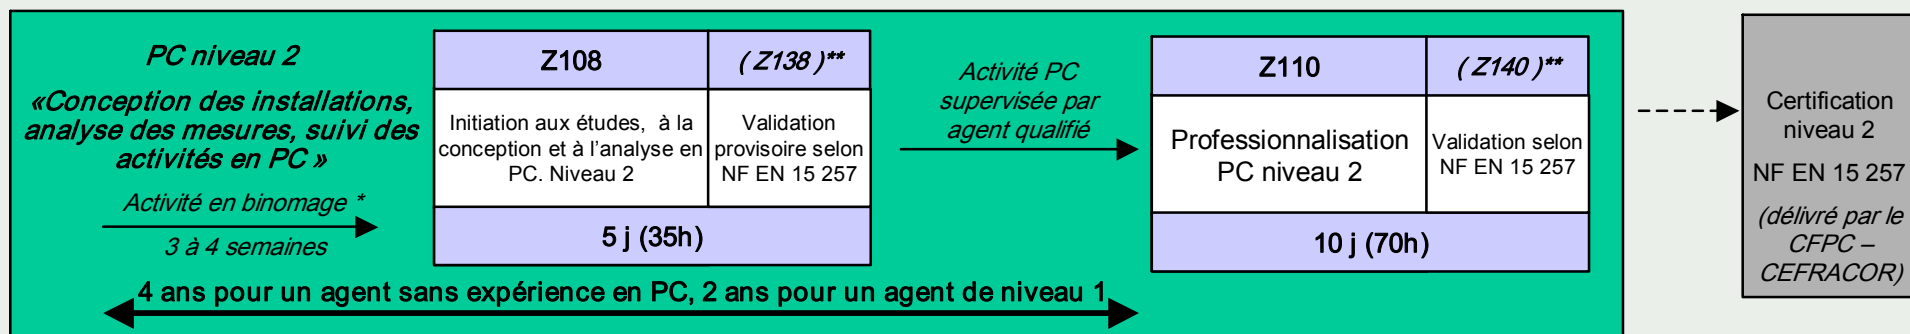 PC niveau 2
«Conception des installations,
analyse des mesures, suivi des
activités en PC »
Activité en binomage *
3 à 4 semaines
Z108
( Z138 )**
Initiation aux études,  à la
conception et à l'analyse en
PC. Niveau 2
Validation
provisoire selon
NF EN 15 257
5 j (35h)
Activité PC
supervisée par
agent qualifié
Z110
( Z140 )**
Professionnalisation
PC niveau 2
Validation selon
NF EN 15 257
10 j (70h)
4 ans pour un agent sans expérience en PC, 2 ans pour un agent de niveau 1
Certification
niveau 2
NF EN 15 257
(délivré par le
CFPC –
CEFRACOR)